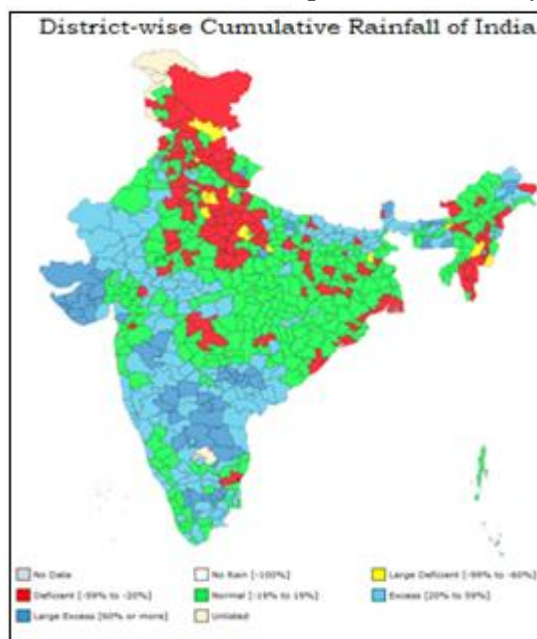 District-wise Cumulative Rainfall of India
No Data
No Rain [-100%]
Large Deficient [-99% to -60%]
Deficient [-59% to -20%]
Normal [-19% to 19%]
Excess [20% to 59%]
Large Excess [60% or more]
Unlisted